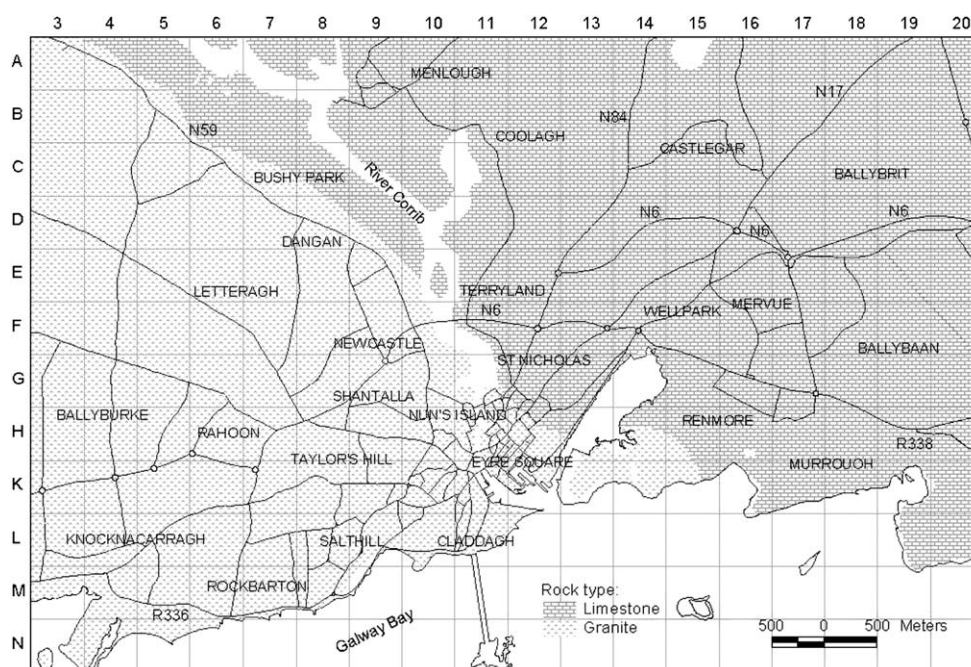 3 4 5 6 7 8 9 10 11 12 13 14 15 16 17 18 19 20
A
MENLOUGH
B
N59
COOLAGH
N84
N17
C
BUSHY PARK
River Corrib
CASTLEGAR
BALLYBRIT
D
DANGAN
N6
N6
N6
E
LETTERAGH
TERRYLAND
MERVUE
F
N6
WELLPARK
NEWCASTLE
ST NICHOLAS
BALLYBAAN
G
SHANTALLA
BALLYBURKE
NUN'S ISLAND
RENMORE
H
RAHOON
R338
TAYLOR'S HILL
EYRE SQUARE
MURROUGH
K
L
KNOCKNACARRAGH
SALTHILL
CLADDAGH
M
ROCKBARTON
R336
Galway Bay
Rock type:
Limestone
Granite
N
500 0 500 Meters